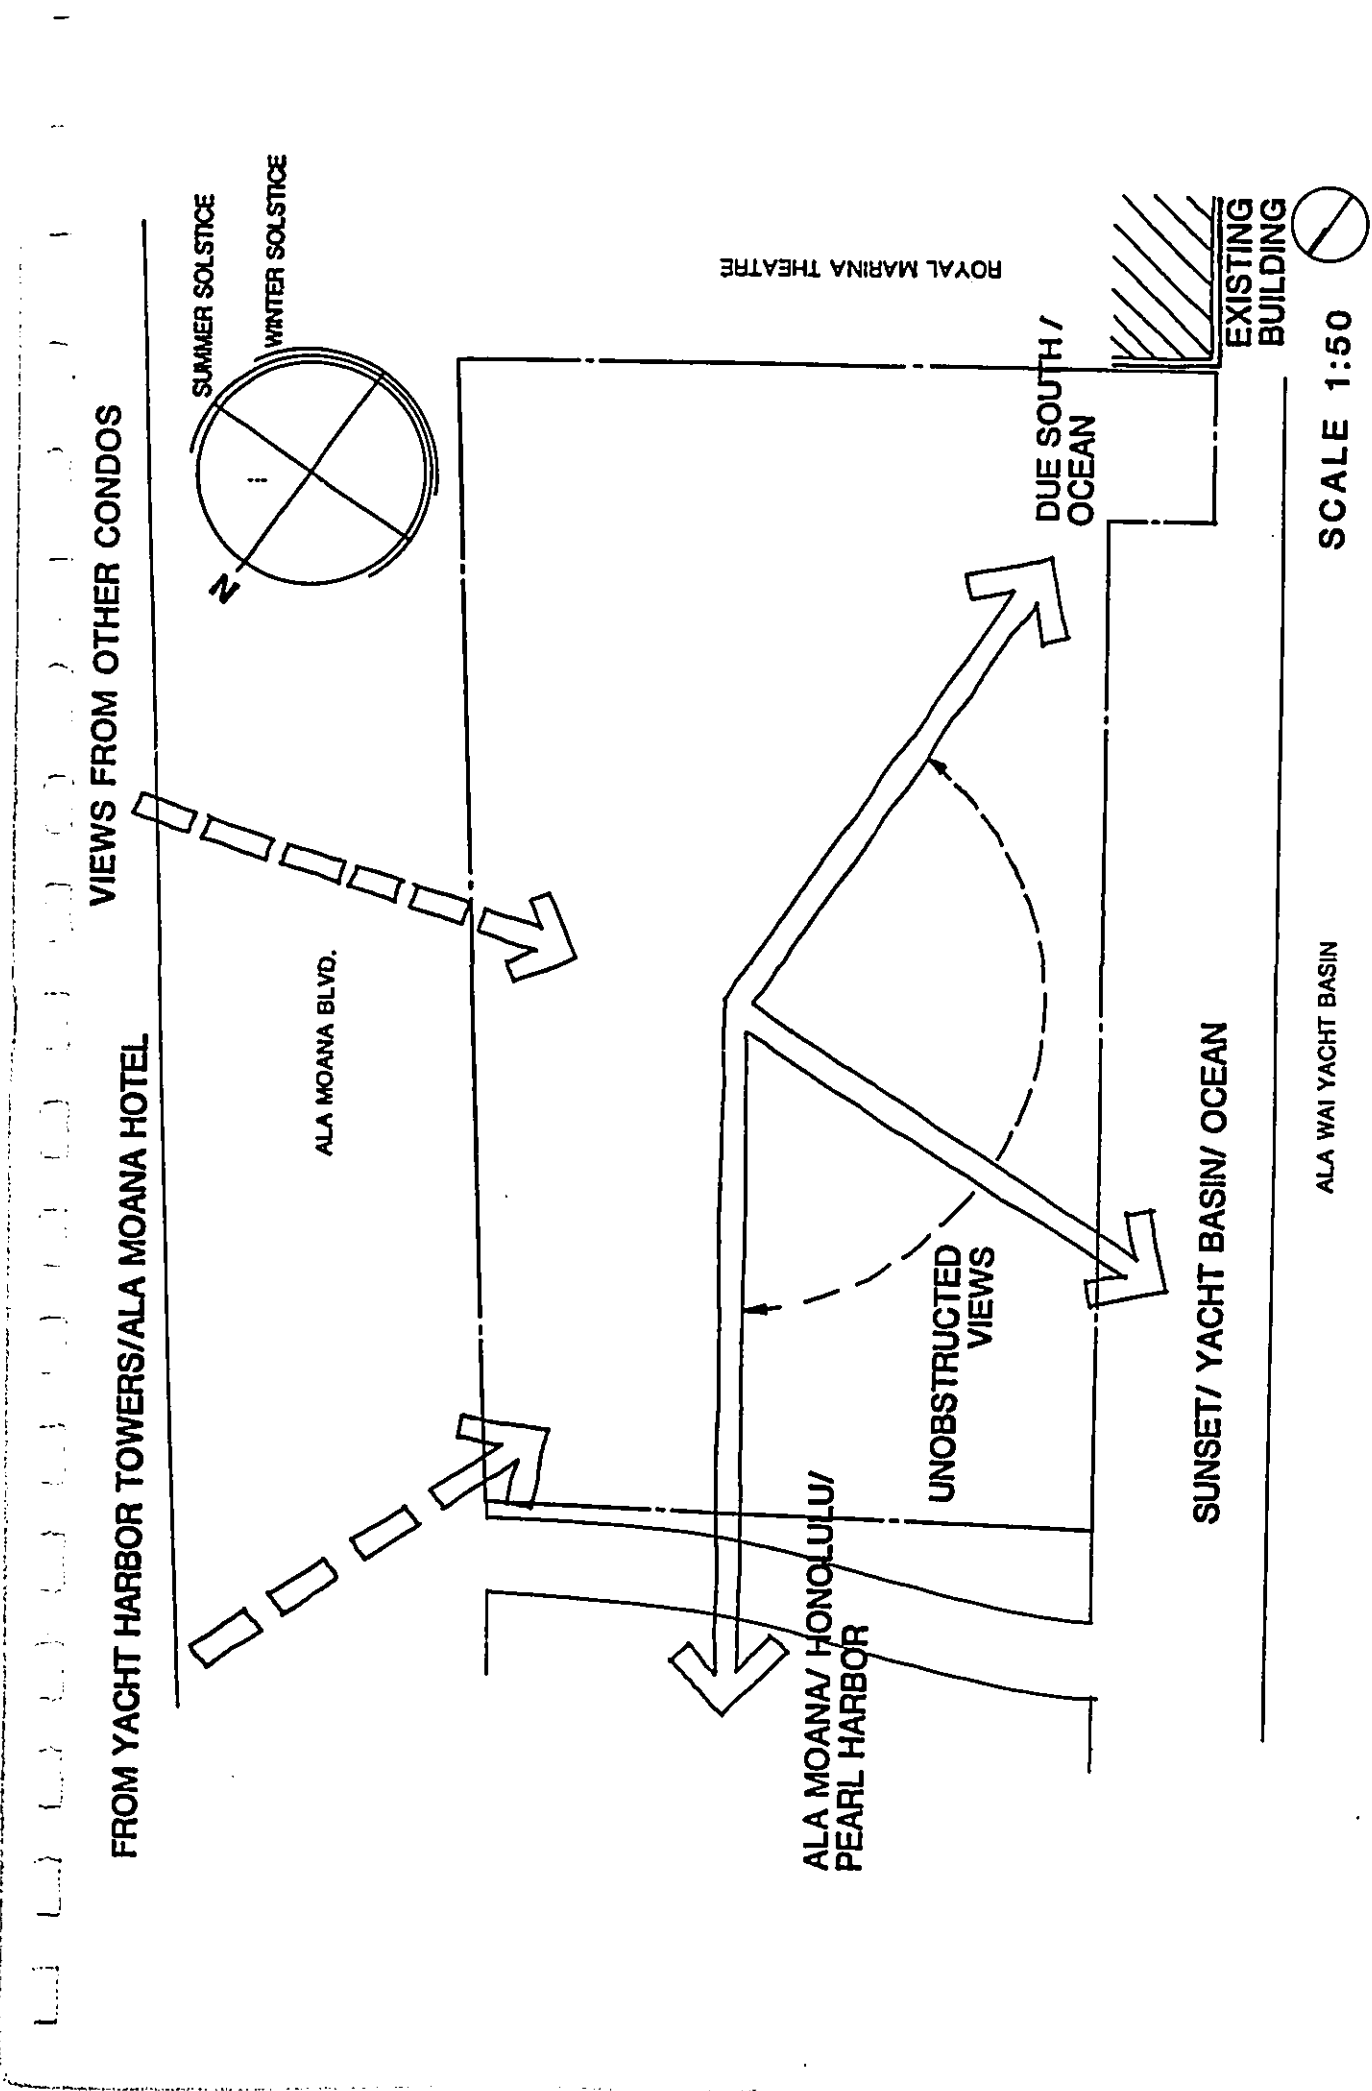 FROM YACHT HARBOR TOWERS/ALA MOANA HOTEL
VIEWS FROM OTHER CONDOS
SUMMER SOLSTICE
WINTER SOLSTICE
N
ALA MOANA BLVD.
ROYAL MARINA THEATRE
ALA MOANA/ HONOLULU/
PEARL HARBOR
UNOBSTRUCTED
VIEWS
DUE SOUTH /
OCEAN
SUNSET/ YACHT BASIN/ OCEAN
EXISTING
BUILDING
ALA WAI YACHT BASIN
SCALE 1:50